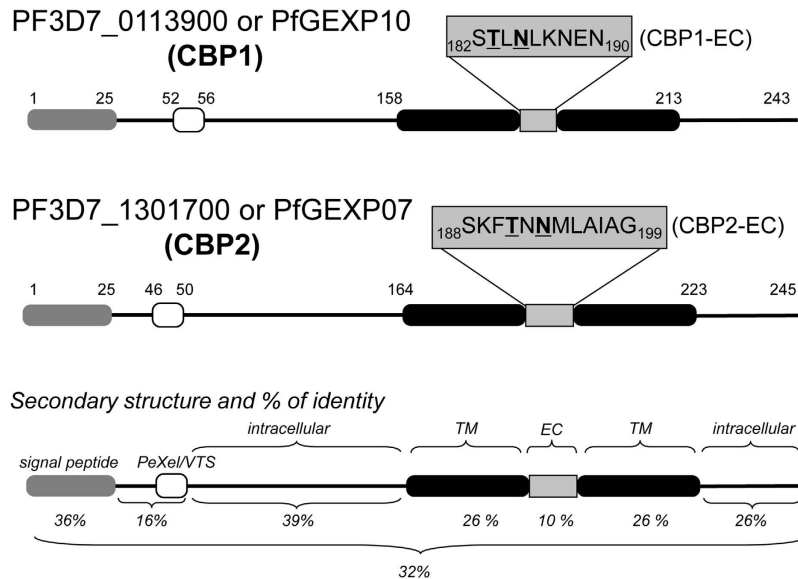 PF3D7_0113900 or PfGEXP10
(CBP1)
182STLNLKNEN190 (CBP1-EC)
1 25 52 56 158 213 243
PF3D7_1301700 or PfGEXP07
(CBP2)
188SKFTNNMLAIAG199 (CBP2-EC)
1 25 46 50 164 223 245
Secondary structure and % of identity
intracellular TM EC TM intracellular
signal peptide PeXel/VTS
36% 16% 39% 26 % 10 % 26 % 26%
32%